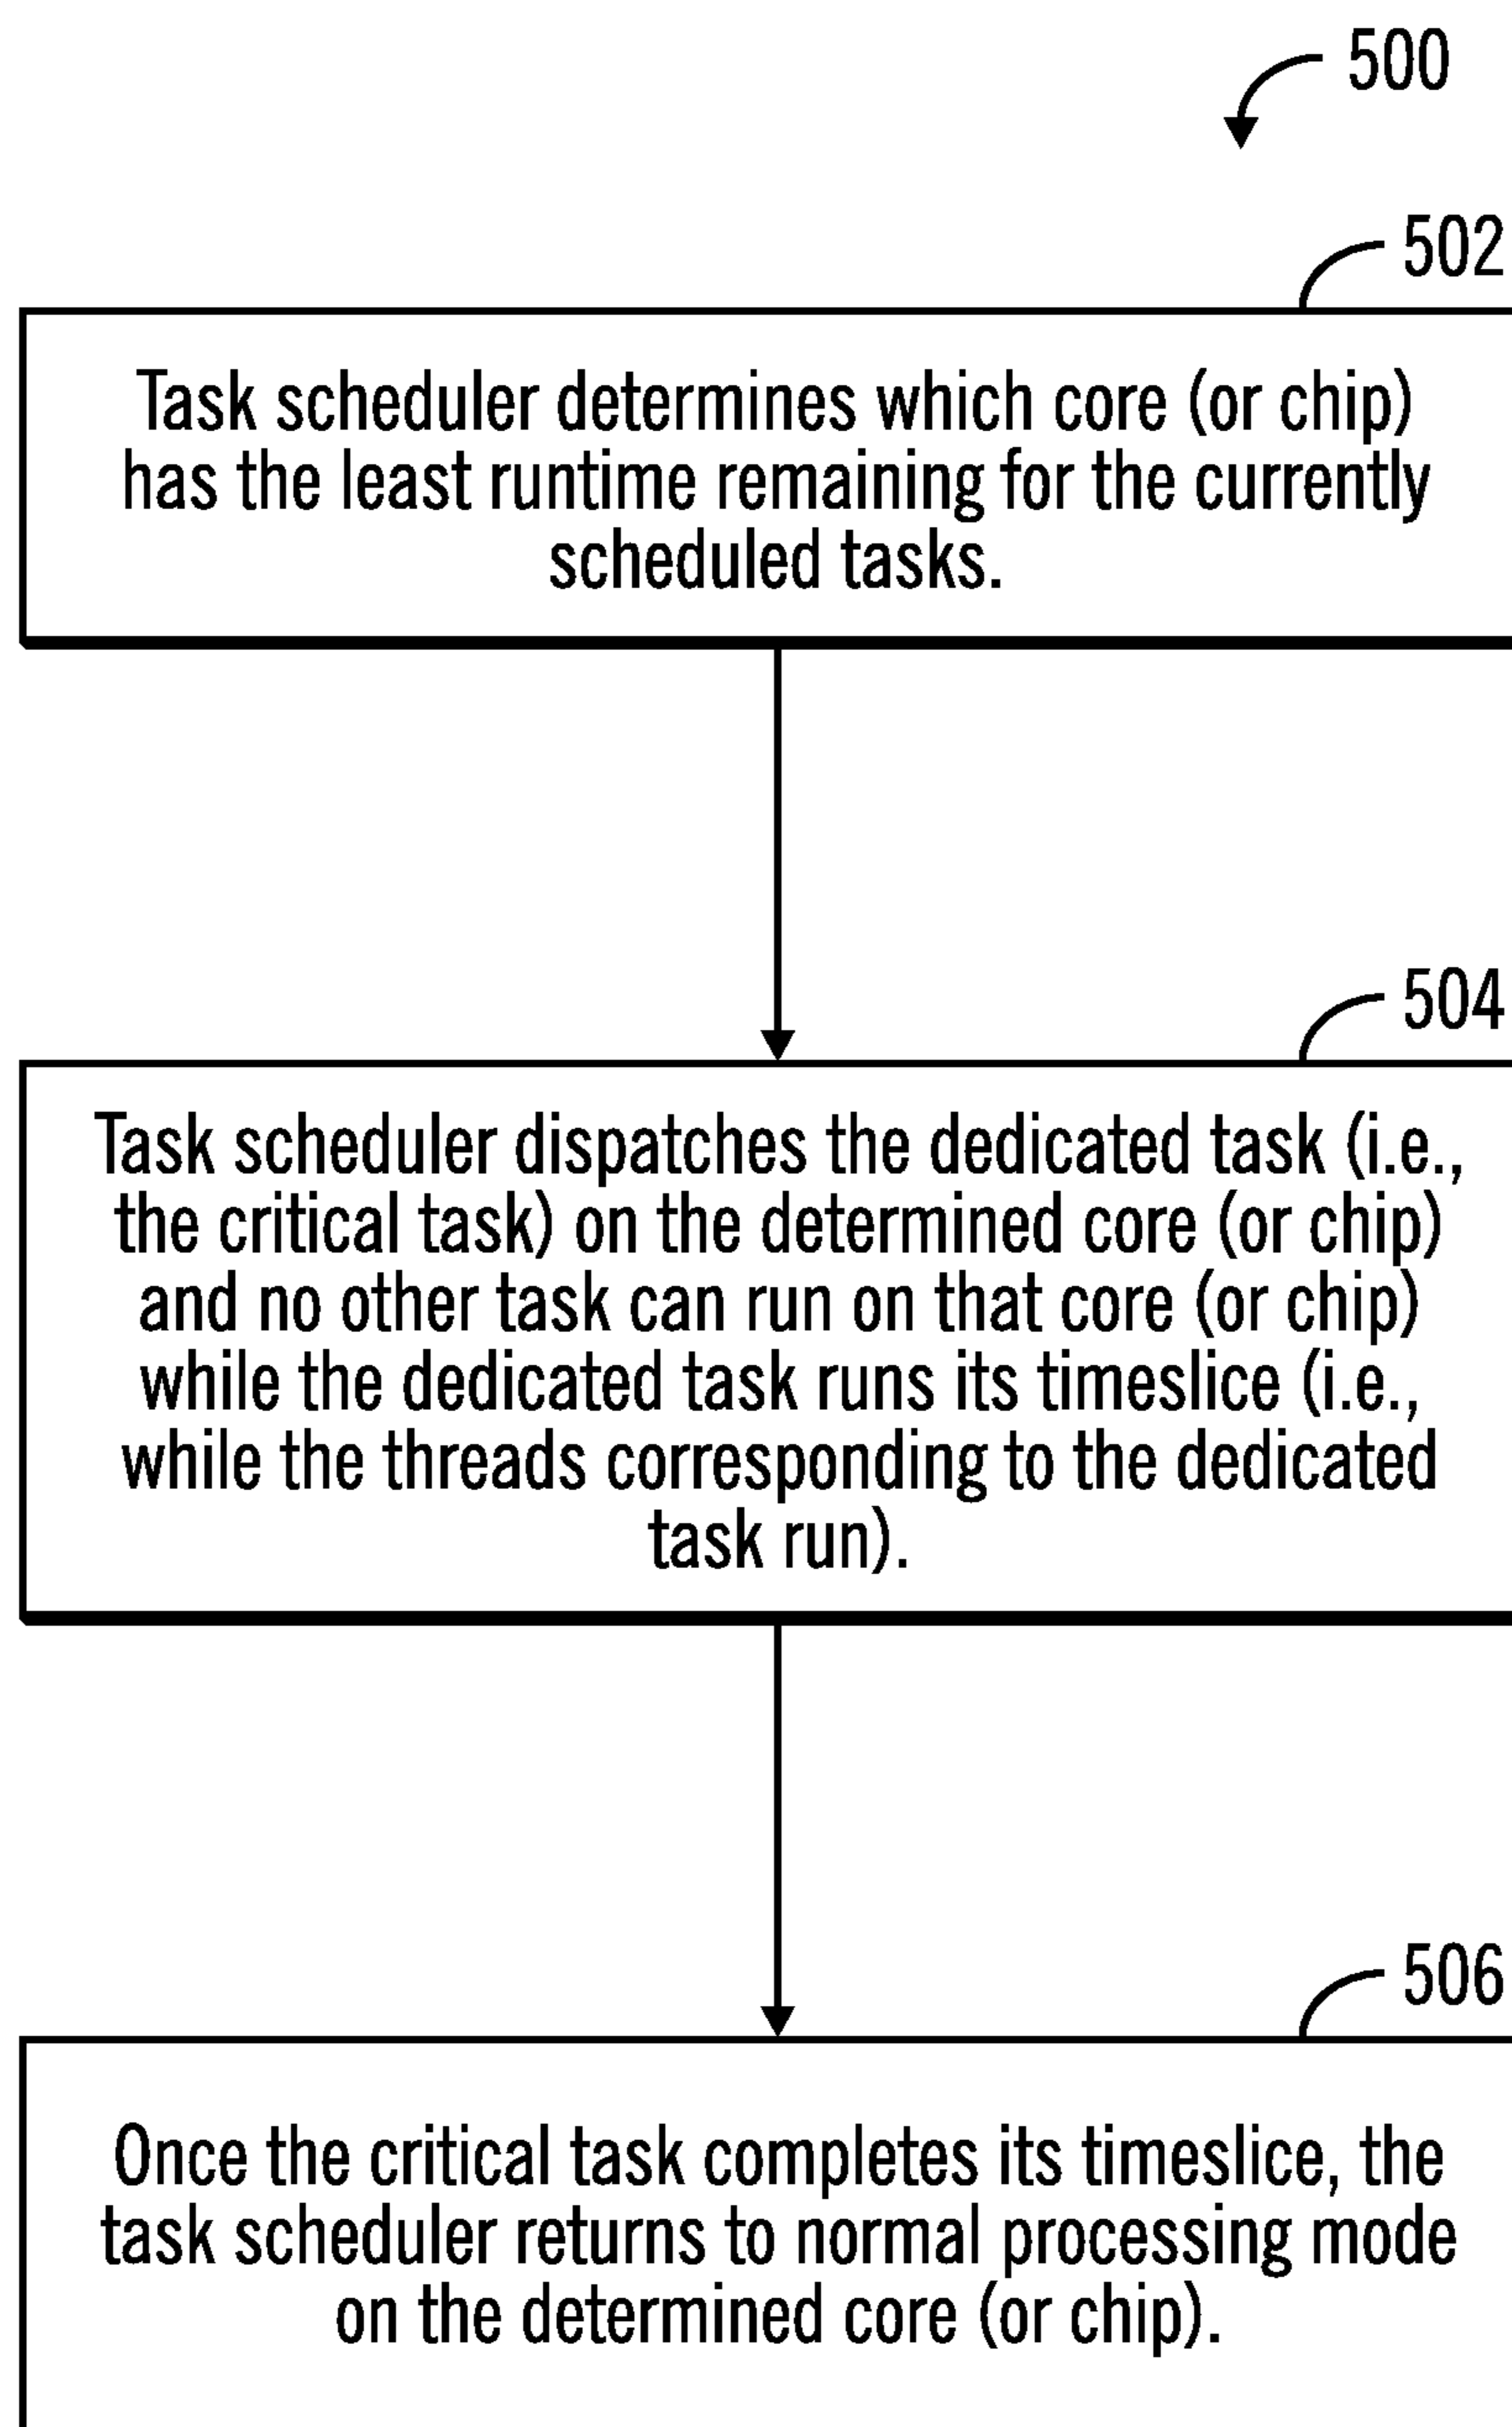 500
502
Task scheduler determines which core (or chip)
has the least runtime remaining for the currently
scheduled tasks.
504
Task scheduler dispatches the dedicated task (i.e.,
the critical task) on the determined core (or chip)
and no other task can run on that core (or chip)
while the dedicated task runs its timeslice (i.e.,
while the threads corresponding to the dedicated
task run).
506
Once the critical task completes its timeslice, the
task scheduler returns to normal processing mode
on the determined core (or chip).